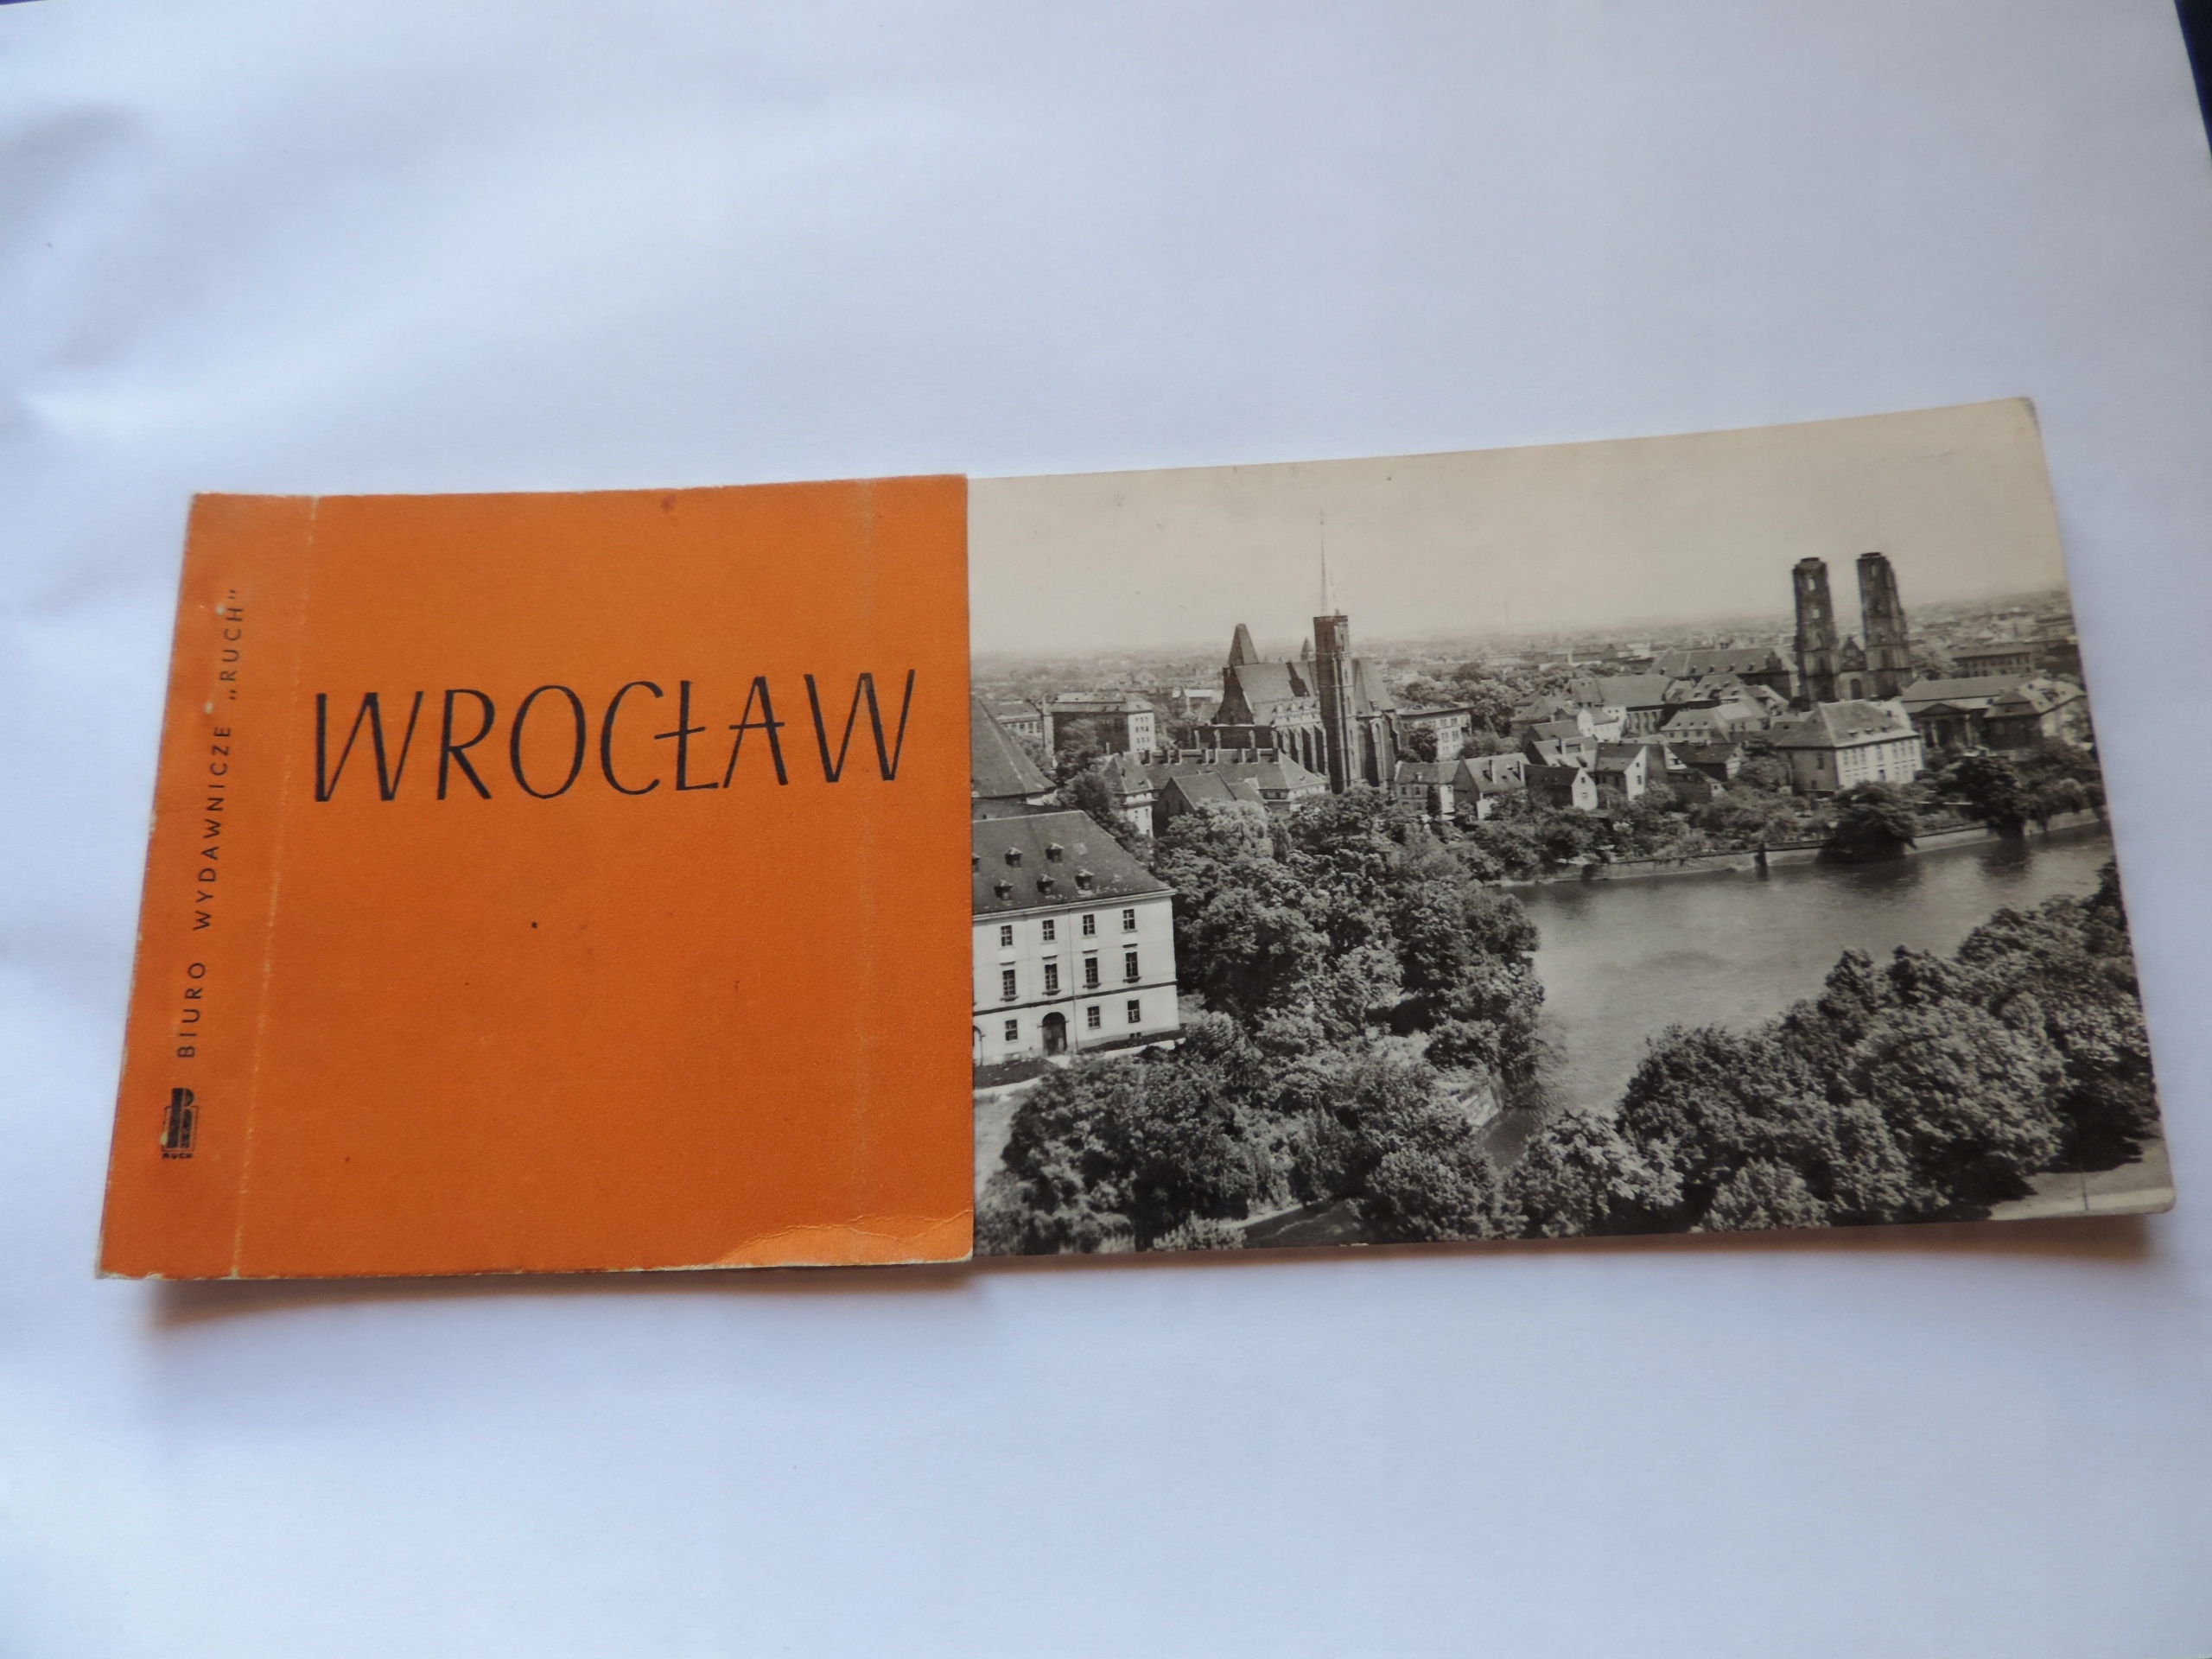 WROCŁAW
BIURO WYDAWNICZE „RUCH”
RUCH